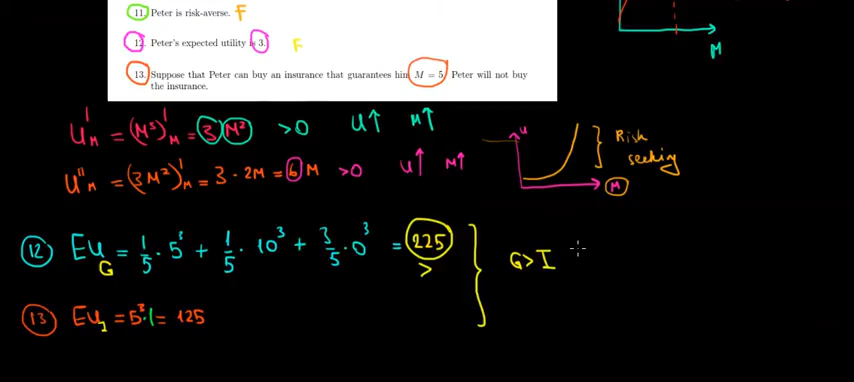 11. Peter is risk-averse. F
12. Peter's expected utility is 3. F
13. Suppose that Peter can buy an insurance that guarantees him M = 5. Peter will not buy
the insurance.
M
U'M = (M³)'M = 3 M² > 0 U↑ M↑
U''M = (3M²)'M = 3 · 2M = 6M > 0 U↑ M↑
U
M
Risk
seeking
12 EUG = 1/5 · 5³ + 1/5 · 10³ + 3/5 · 0³ = 225
>
G > I
13 EUI = 5³ · 1 = 125